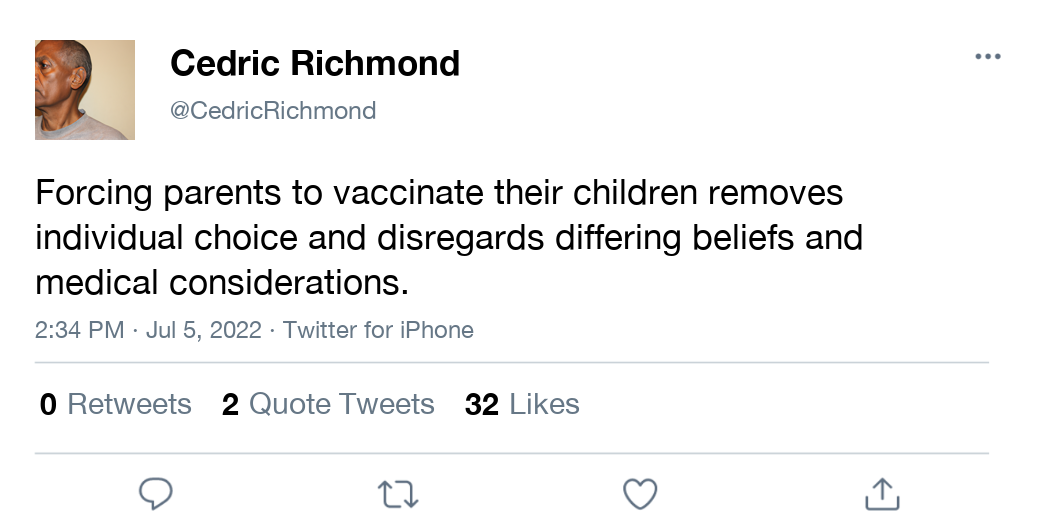 Cedric Richmond
@CedricRichmond
Forcing parents to vaccinate their children removes
individual choice and disregards differing beliefs and
medical considerations.
2:34 PM · Jul 5, 2022 · Twitter for iPhone
0 Retweets 2 Quote Tweets 32 Likes